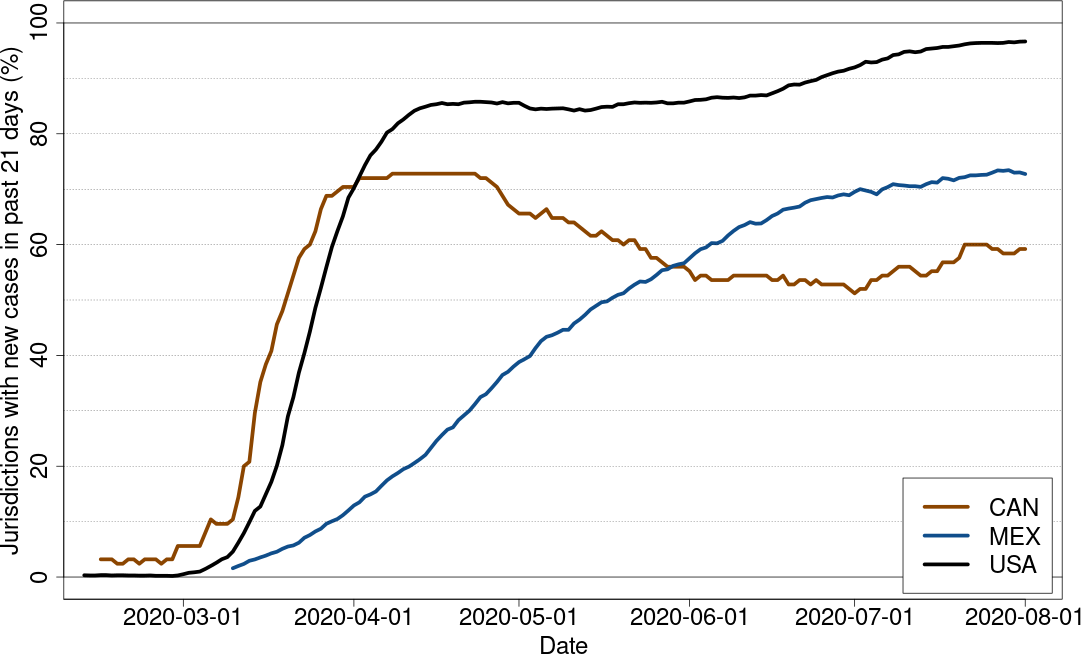 Jurisdictions with new cases in past 21 days (%)
100
80
60
40
20
0
CAN
MEX
USA
2020-03-01 2020-04-01 2020-05-01 2020-06-01 2020-07-01 2020-08-01
Date